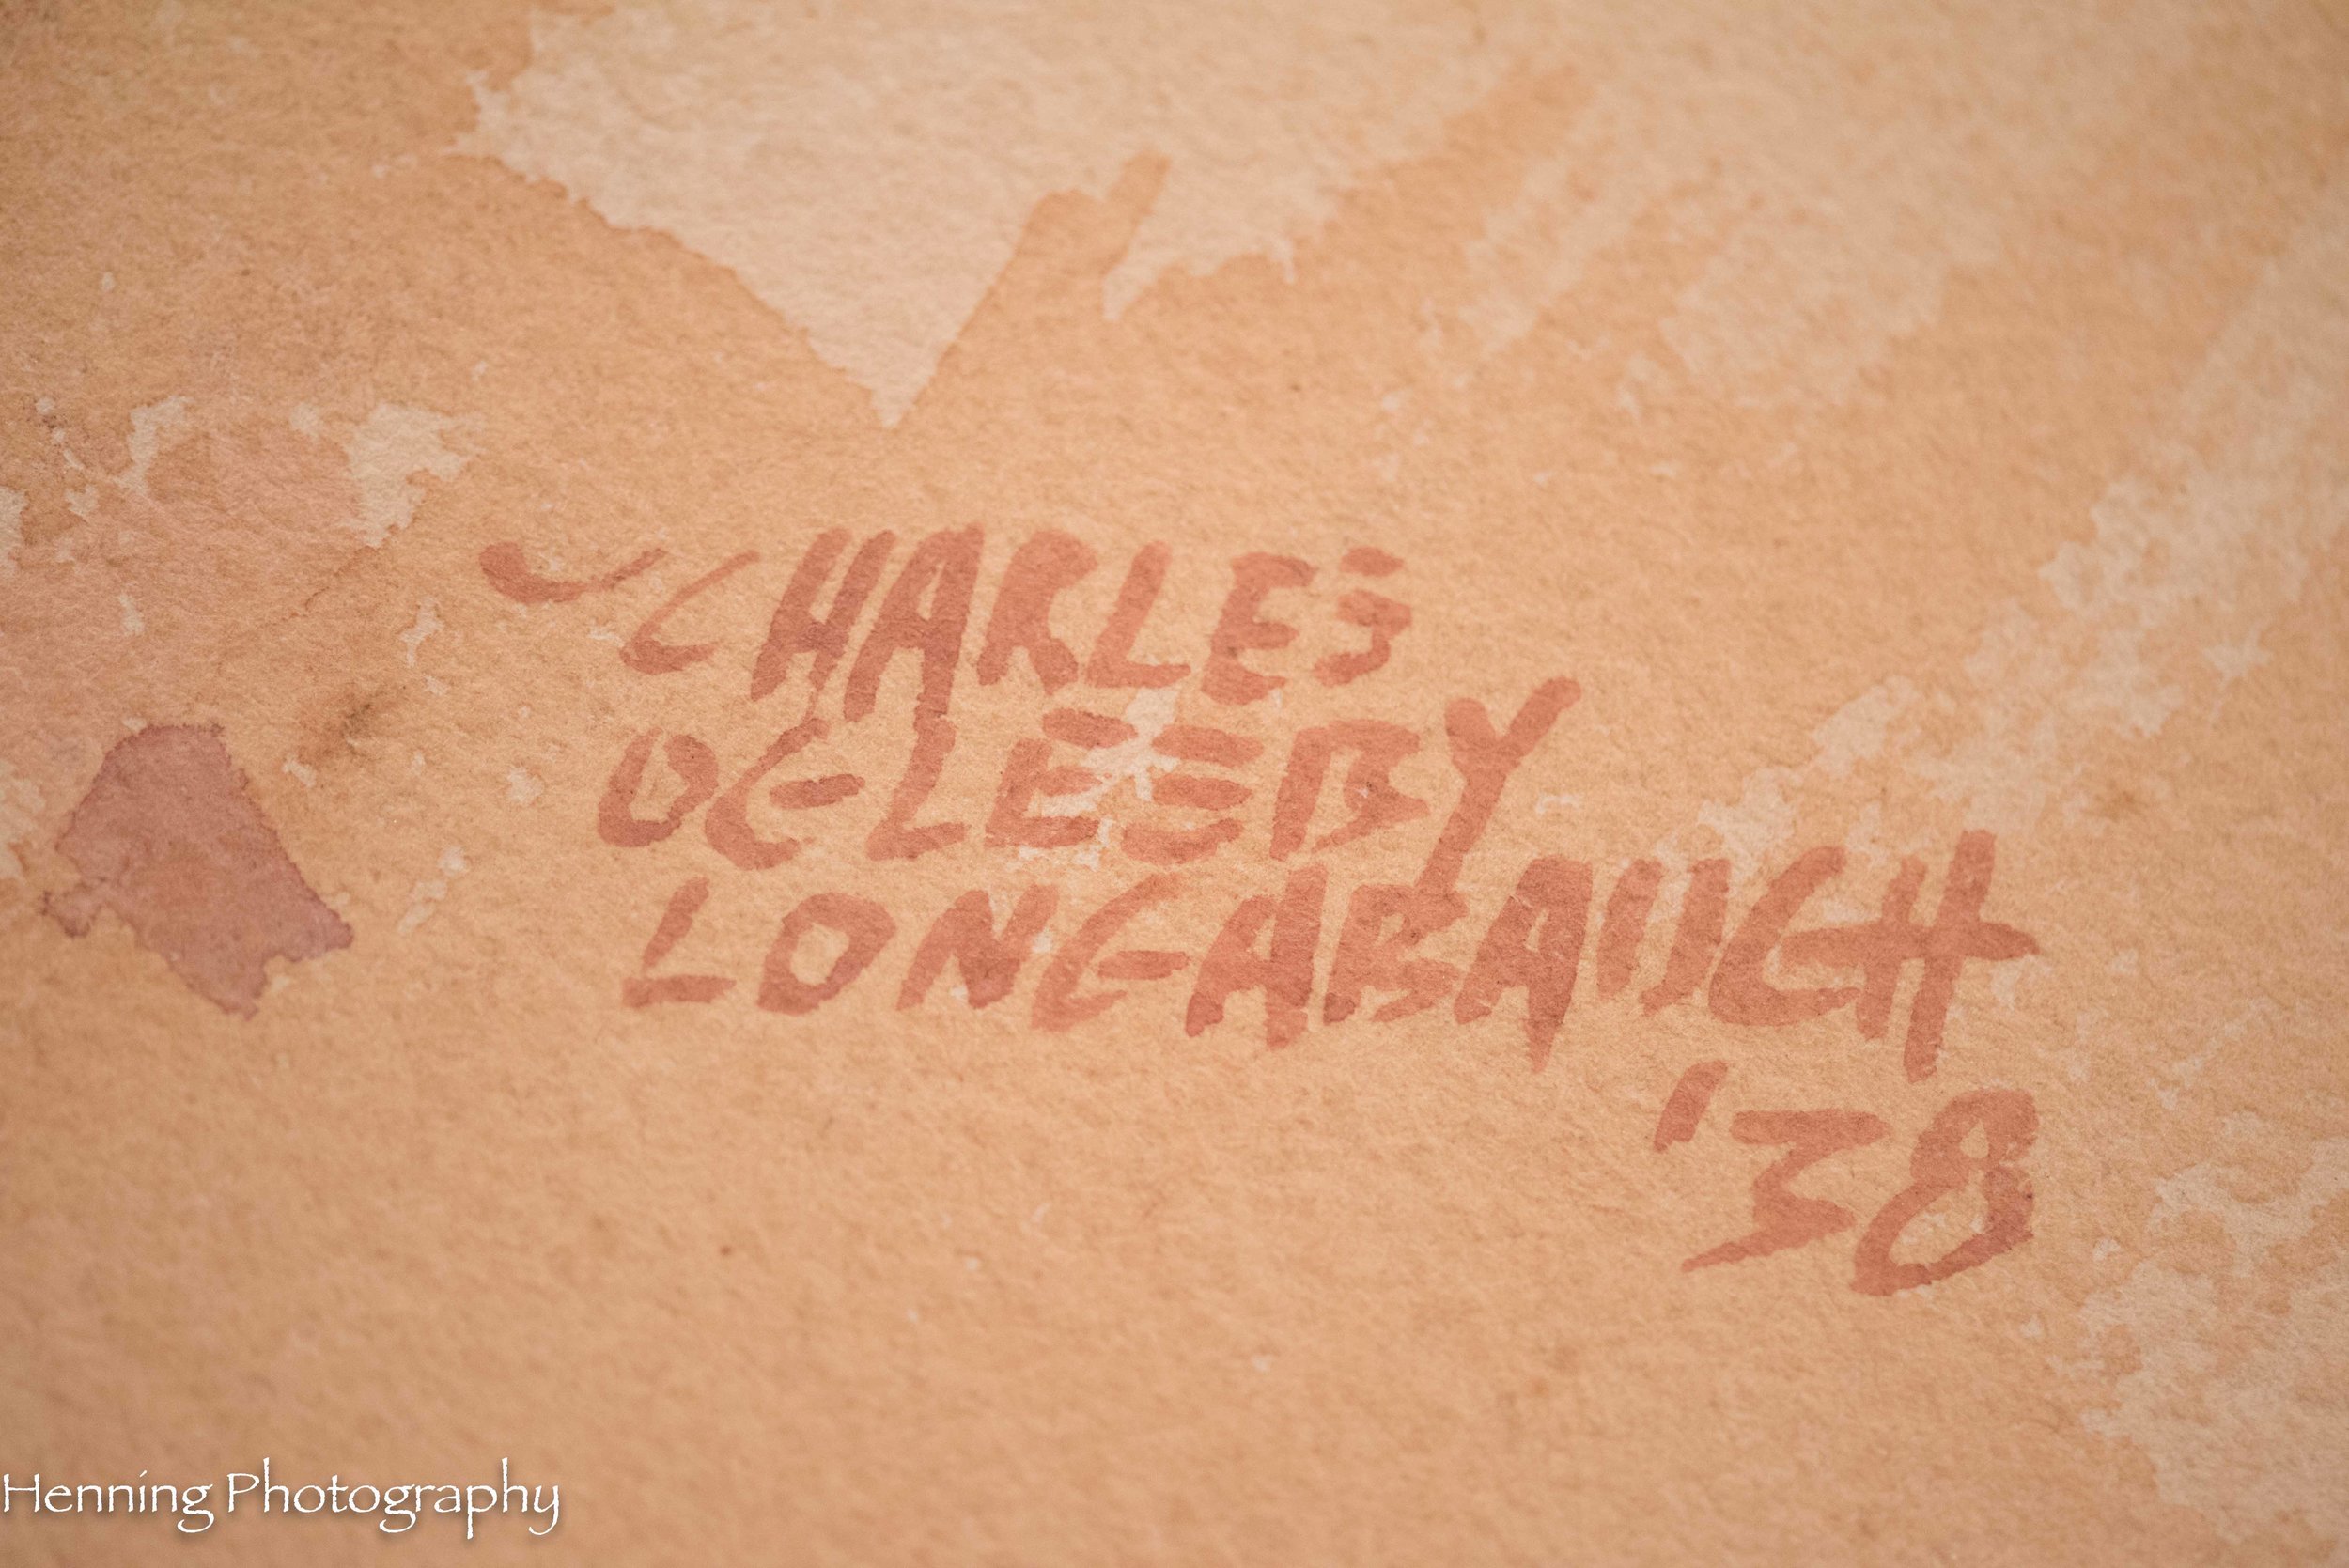 CHARLES
OGLESBY
LONGABAUGH
'38
Henning Photography